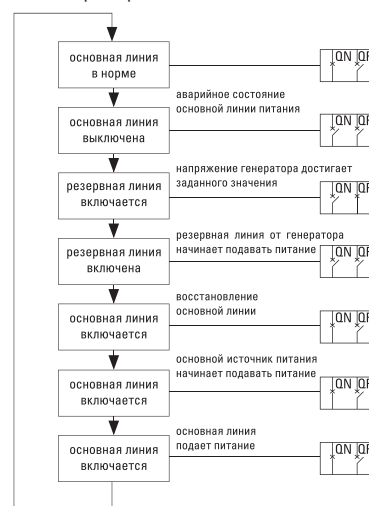 основная линия
в норме
QN
аварийное состояние
основной линии питания
основная линия
выключена
QN
напряжение генератора достигает
заданного значения
резервная линия
включается
QN
резервная линия от генератора
начинает подавать питание
резервная линия
включена
QN
восстановление
основной линии
основная линия
включается
QN
основной источник питания
начинает подавать питание
основная линия
включается
QN
основная линия
подает питание
основная линия
включается
QN